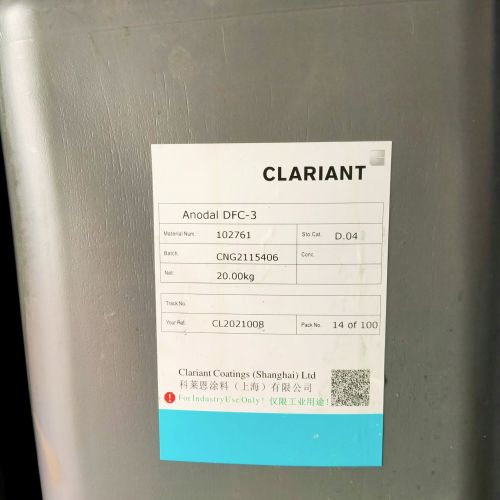 CLARIANT
Anodal DFC-3
Material Num. 102761 Sto.Cat. D.04
Batch. CNG2115406 Conc.
Net: 20.00kg
Track No
Your Ref. CL2021008 Pack No. 14 of 100
Clariant Coatings (Shanghai) Ltd
科莱恩涂料（上海）有限公司
! For Industry Use Only! 仅限工业用途!